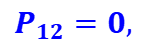 P₁₂ = 0,